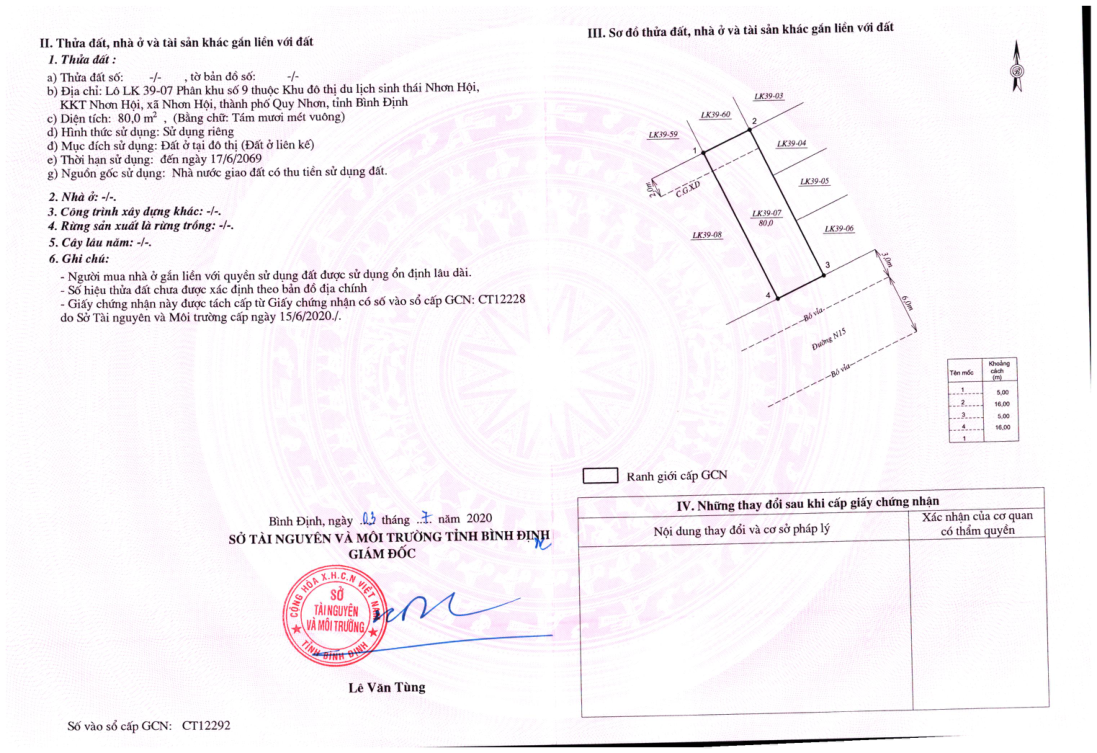 II. Thửa đất, nhà ở và tài sản khác gắn liền với đất
1. Thửa đất :
a) Thửa đất số: -/- , tờ bản đồ số: -/-
b) Địa chỉ: Lô LK 39-07 Phân khu số 9 thuộc Khu đô thị du lịch sinh thái Nhơn Hội,
KKT Nhơn Hội, xã Nhơn Hội, thành phố Quy Nhơn, tỉnh Bình Định
c) Diện tích: 80,0 m² , (Bằng chữ: Tám mươi mét vuông)
d) Hình thức sử dụng: Sử dụng riêng
đ) Mục đích sử dụng: Đất ở tại đô thị (Đất ở liên kế)
e) Thời hạn sử dụng: đến ngày 17/6/2069
g) Nguồn gốc sử dụng: Nhà nước giao đất có thu tiền sử dụng đất.
2. Nhà ở: -/-.
3. Công trình xây dựng khác: -/-.
4. Rừng sản xuất là rừng trồng: -/-.
5. Cây lâu năm: -/-.
6. Ghi chú:
- Người mua nhà ở gắn liền với quyền sử dụng đất được sử dụng ổn định lâu dài.
- Số hiệu thửa đất chưa được xác định theo bản đồ địa chính
- Giấy chứng nhận này được tách cấp từ Giấy chứng nhận có số vào sổ cấp GCN: CT12228
do Sở Tài nguyên và Môi trường cấp ngày 15/6/2020./.
Bình Định, ngày 03 tháng 7 năm 2020
SỞ TÀI NGUYÊN VÀ MÔI TRƯỜNG TỈNH BÌNH ĐỊNH
GIÁM ĐỐC
CỘNG HÒA X.H.C.N VIỆT NAM
SỞ
TÀI NGUYÊN
VÀ MÔI TRƯỜNG
TỈNH BÌNH ĐỊNH
Lê Văn Tùng
Số vào sổ cấp GCN: CT12292
III. Sơ đồ thửa đất, nhà ở và tài sản khác gắn liền với đất
LK39-03
LK39-60
2
LK39-59
1
LK39-04
2,0m
C.G.XD
LK39-05
LK39-07
80,0
LK39-08
LK39-06
3
3,0m
4
6,0m
Bó vỉa
Đường N15
Bó vỉa
Tên mốc
Khoảng
cách
(m)
1
5,00
2
16,00
3
5,00
4
16,00
1
Ranh giới cấp GCN
IV. Những thay đổi sau khi cấp giấy chứng nhận
Nội dung thay đổi và cơ sở pháp lý
Xác nhận của cơ quan
có thẩm quyền